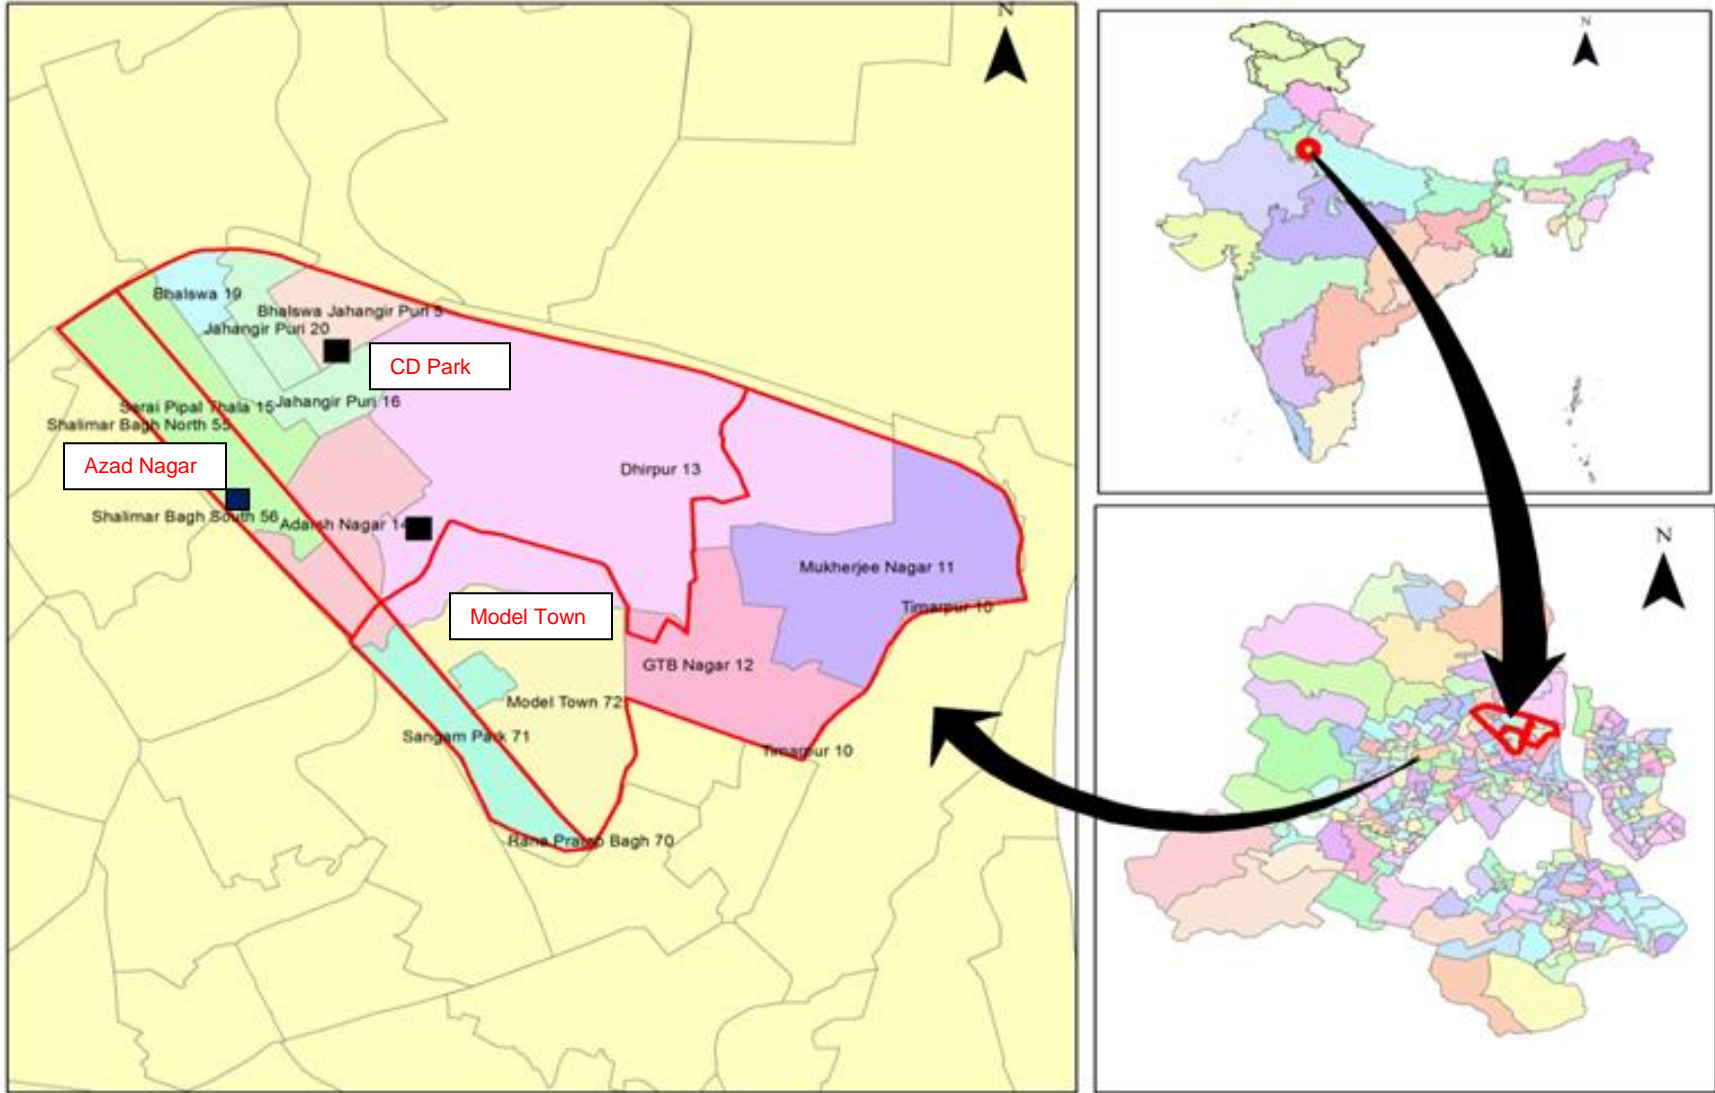 N
N
Bhalswa 19
Bhalswa Jahangir Puri 5
Jahangir Puri 20
CD Park
Sarai Pipal Thala 15
Jahangir Puri 16
Shalimar Bagh North 55
Azad Nagar
Dhirpur 13
Shalimar Bagh South 56
Adarsh Nagar 14
Mukherjee Nagar 11
Timarpur 10
Model Town
GTB Nagar 12
Model Town 72
Sangam Park 71
Timarpur 10
Rana Pratap Bagh 70
N